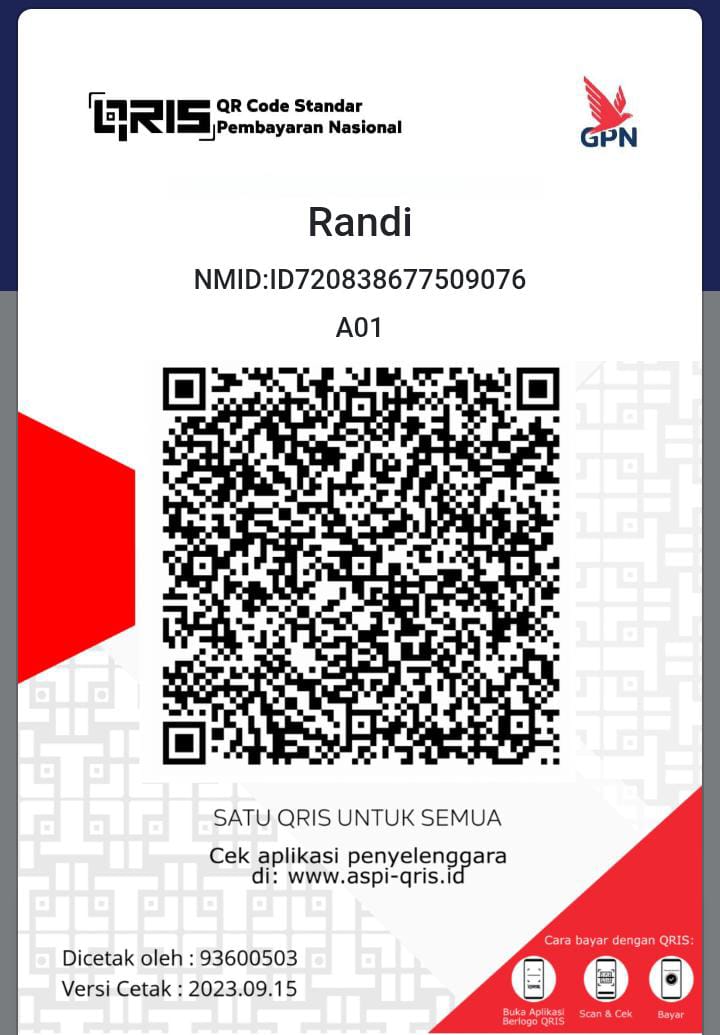 QRIS QR Code Standar
Pembayaran Nasional
GPN
Randi
NMID:ID720838677509076
A01
SATU QRIS UNTUK SEMUA
Cek aplikasi penyelenggara
di: www.aspi-qris.id
Dicetak oleh : 93600503
Versi Cetak : 2023.09.15
Cara bayar dengan QRIS:
Buka Aplikasi
Berlogo QRIS
Scan & Cek
Bayar